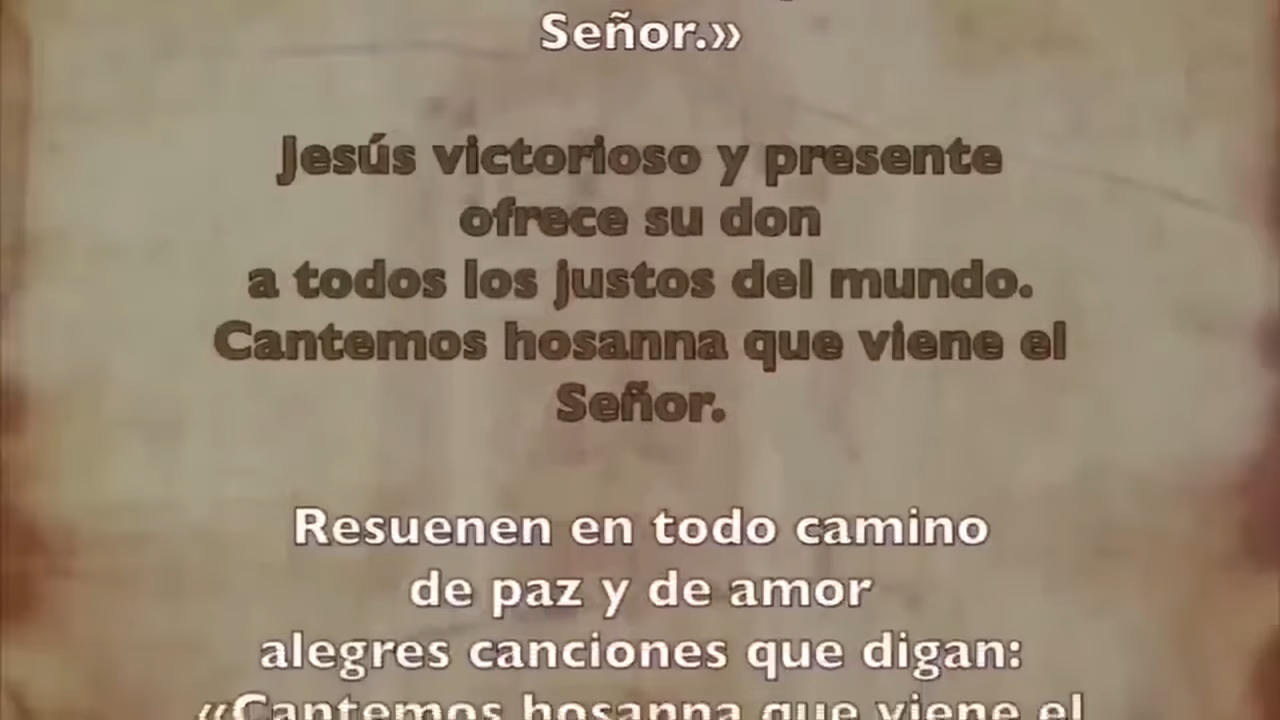 Señor.»
Jesús victorioso y presente
ofrece su don
a todos los justos del mundo.
Cantemos hosanna que viene el
Señor.
Resuenen en todo camino
de paz y de amor
alegres canciones que digan:
«Cantemos hosanna que viene el